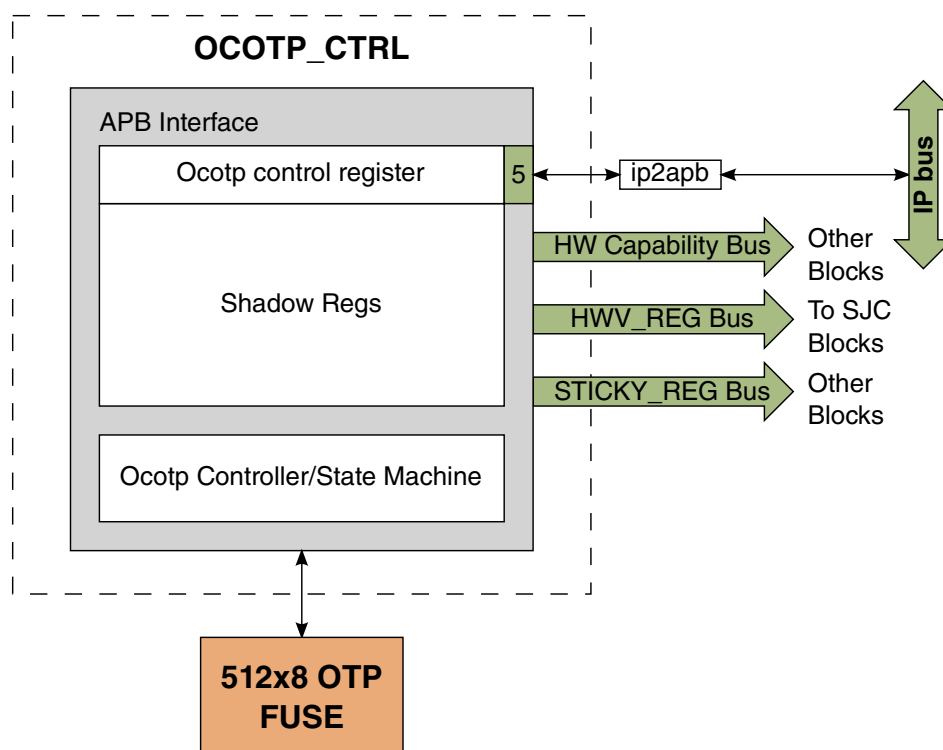 OCOTP_CTRL
APB Interface
Ocotp control register
5
ip2apb
IP bus
HW Capability Bus
Other
Blocks
Shadow Regs
HWV_REG Bus
To SJC
Blocks
STICKY_REG Bus
Other
Blocks
Ocotp Controller/State Machine
512x8 OTP
FUSE